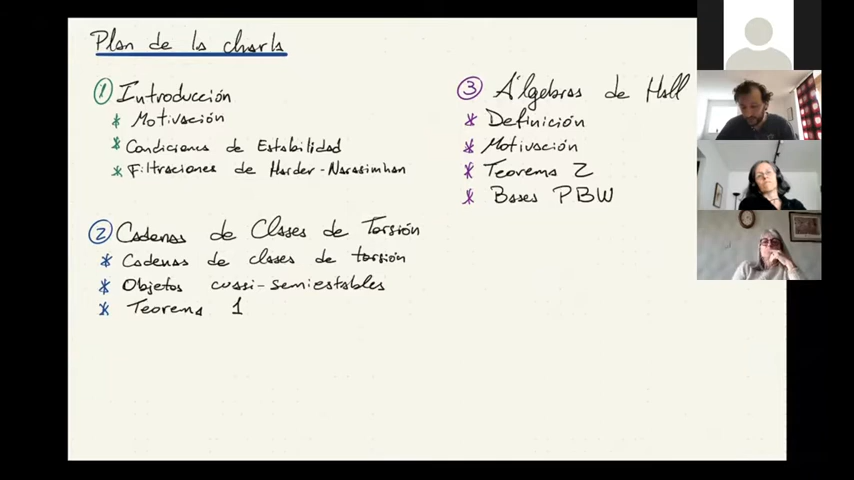 Plan de la charla
1 Introducción
* Motivación
* Condiciones de Estabilidad
* Filtraciones de Harder-Narasimhan
2 Cadenas de Clases de Torsión
* Cadenas de clases de torsión
* Objetos cuasi-semiestables
* Teorema 1
3 Álgebras de Hall
* Definición
* Motivación
* Teorema 2
* Bases PBW